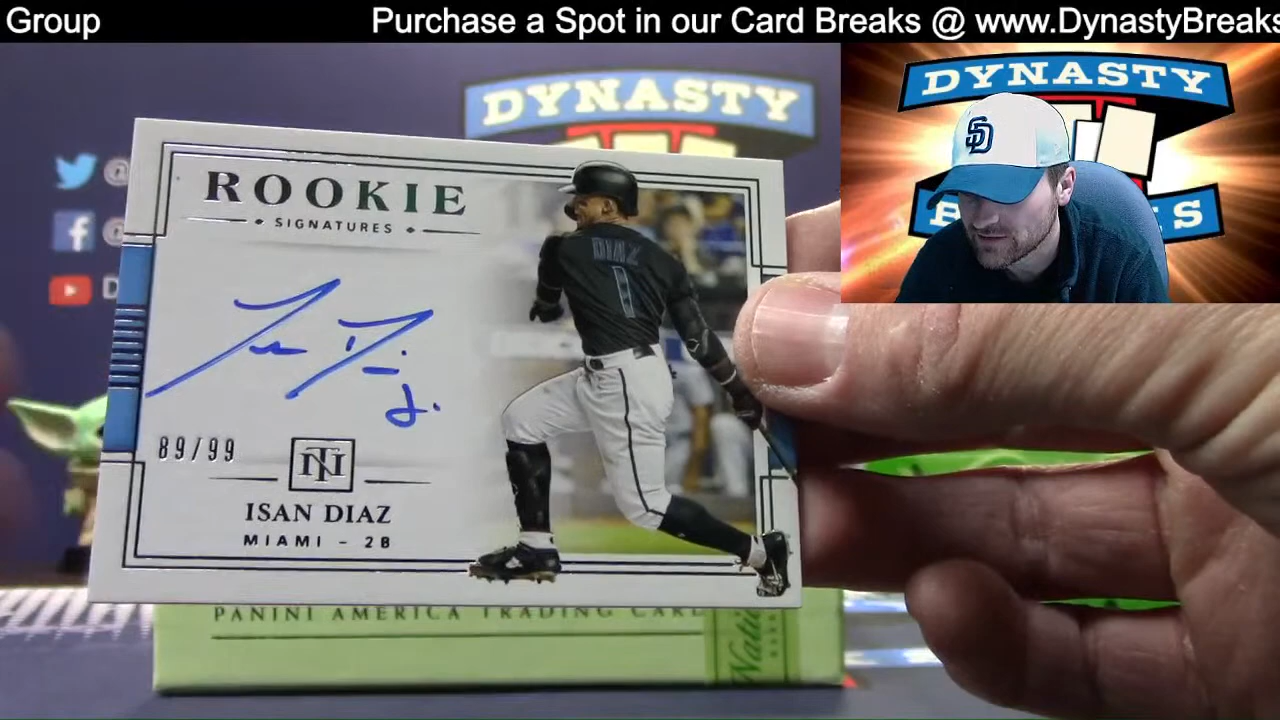 Group Purchase a Spot in our Card Breaks @ www.DynastyBreaks
DYNASTY
DYNASTY
SD
@
@
ROOKIE
SIGNATURES
DIAZ
1
89/99
ISAN DIAZ
MIAMI - 2B
PANINI AMERICA TRADING CARD